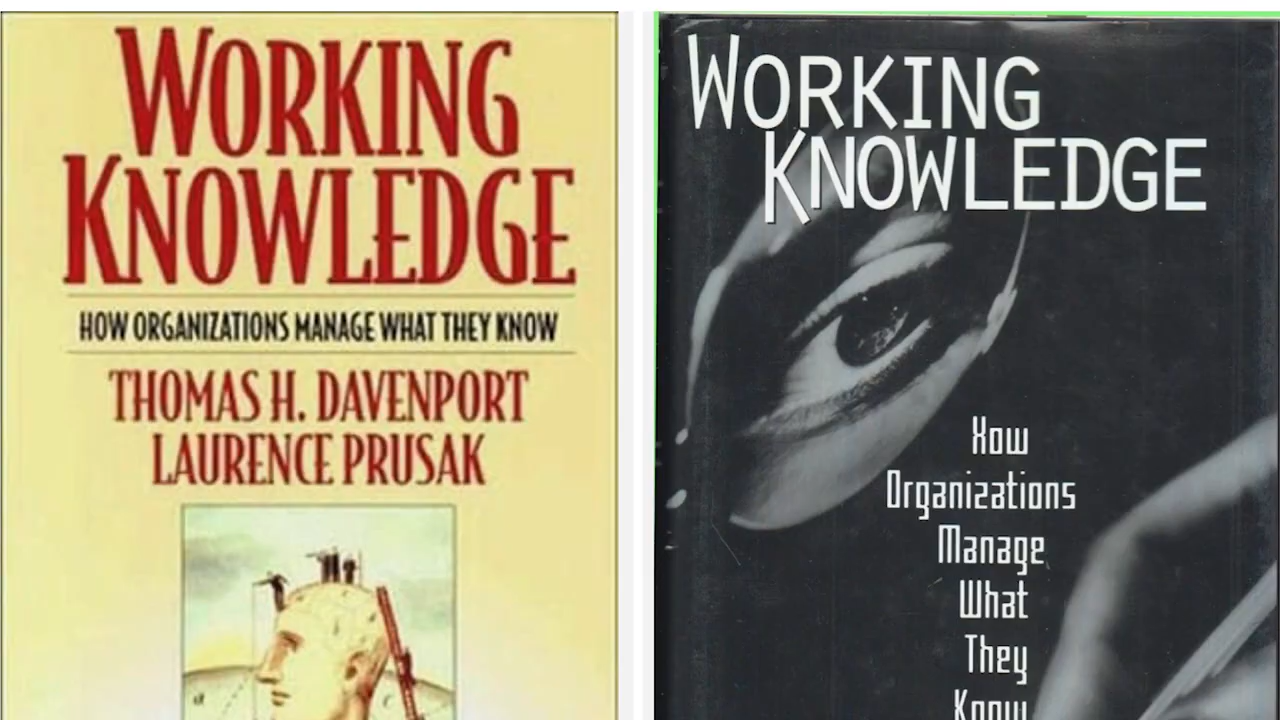 WORKING
KNOWLEDGE
HOW ORGANIZATIONS MANAGE WHAT THEY KNOW
THOMAS H. DAVENPORT
LAURENCE PRUSAK
WORKING
KNOWLEDGE
How
Organizations
Manage
What
They
Know